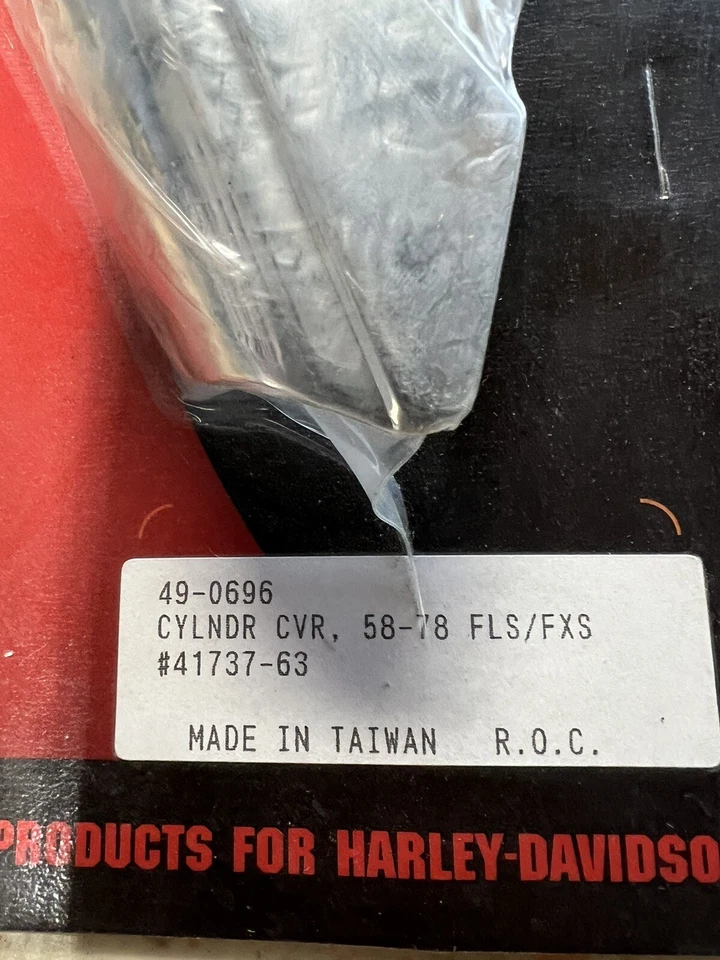 49-0696
CYLNDR CVR, 58-78 FLS/FXS
#41737-63
MADE IN TAIWAN R.O.C.
PRODUCTS FOR HARLEY-DAVIDSO